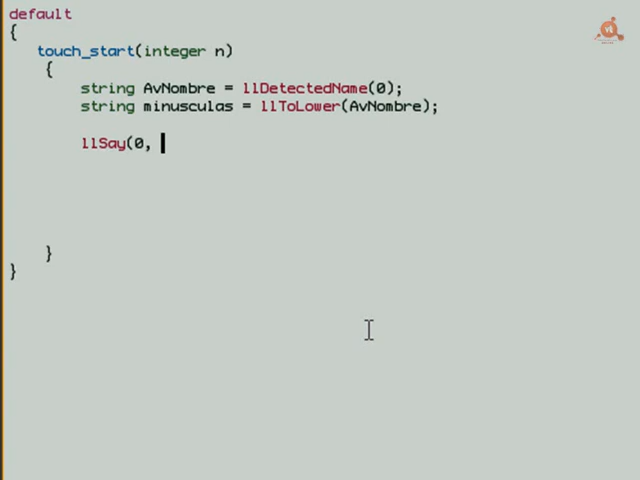 default
{
touch_start(integer n)
{
string AvNombre = llDetectedName(0);
string minusculas = llToLower(AvNombre);
llSay(0,
}
}